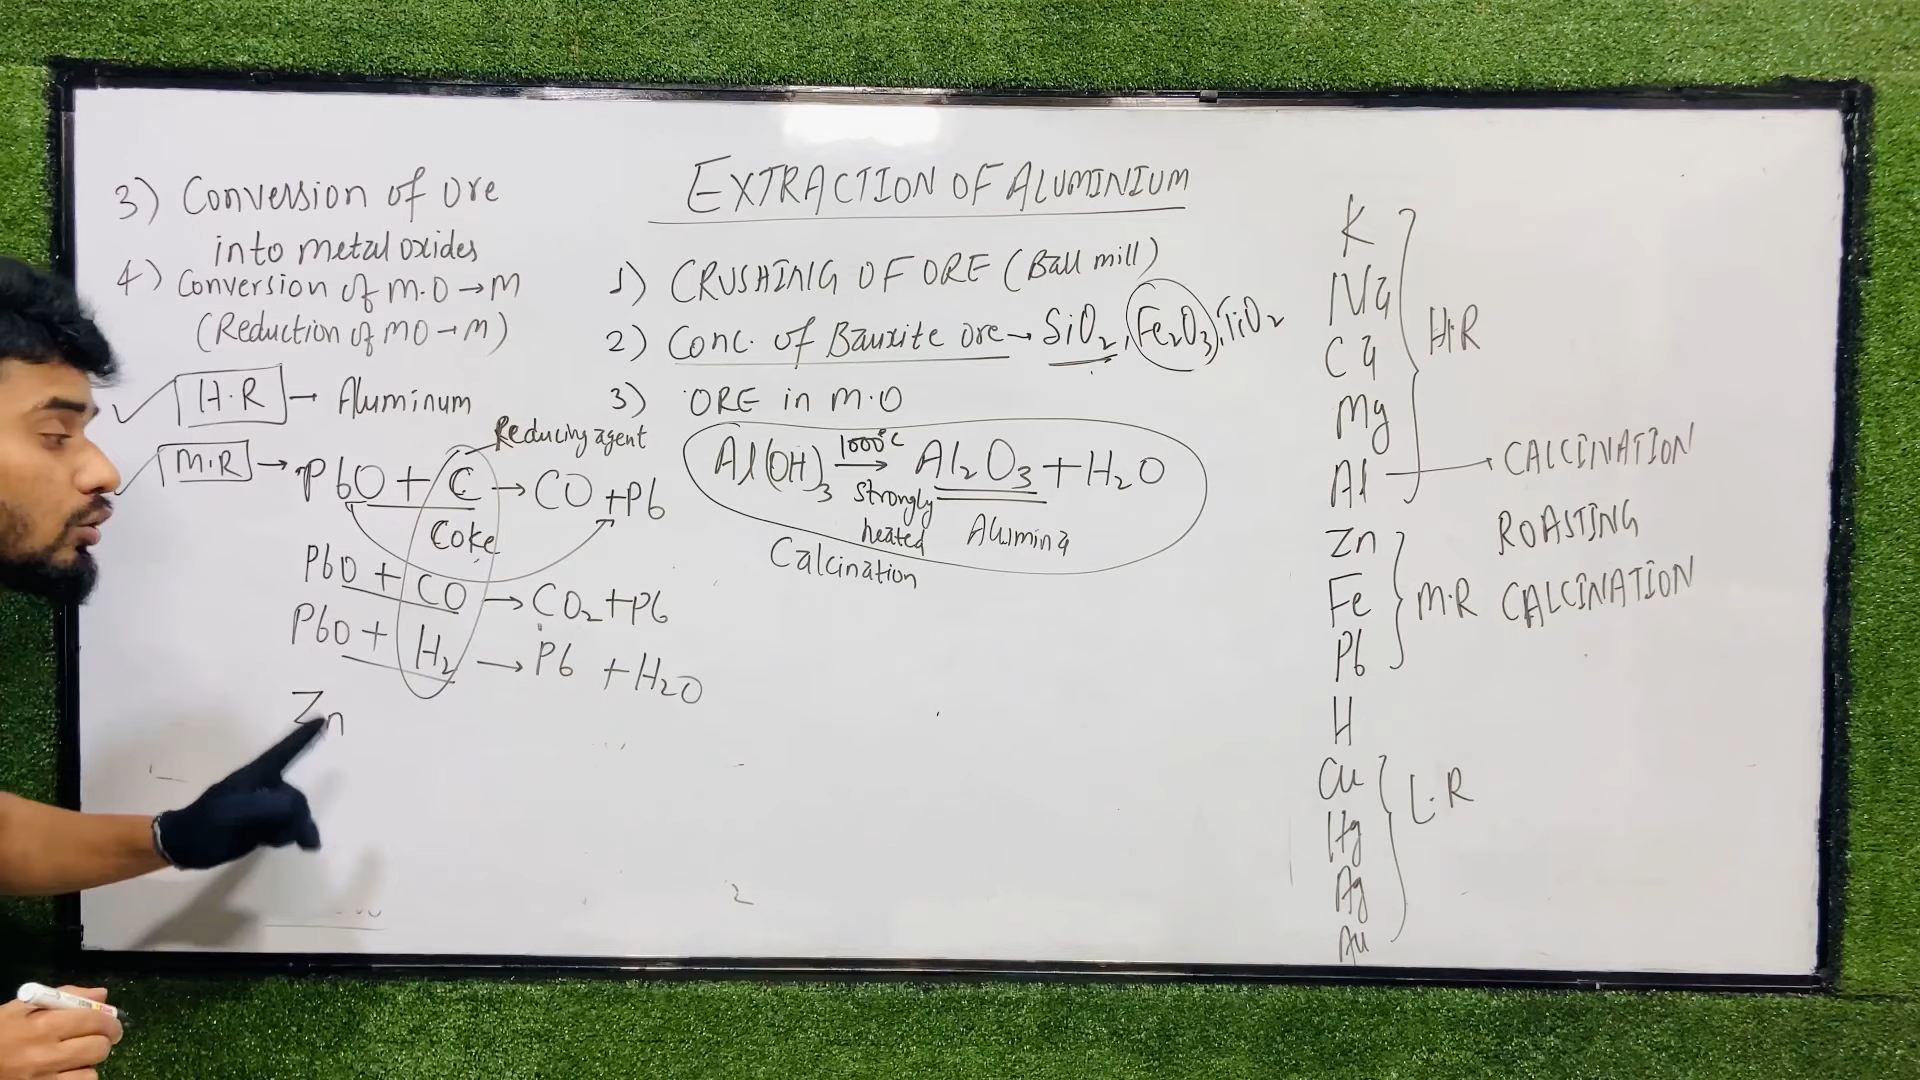 3) Conversion of ore
into metal oxides
4) Conversion of M.O → M
(Reduction of MO → M)
H.R → Aluminum
M.R → PbO + C → CO + Pb
Reducing agent
Coke
PbO + CO → CO₂ + Pb
PbO + H₂ → Pb + H₂O
Zn
EXTRACTION OF ALUMINIUM
1) CRUSHING OF ORE (Ball mill)
2) Conc. of Bauxite ore → SiO₂, Fe₂O₃, TiO₂
3) ORE in M.O
Al(OH)₃ 1000°C → Al₂O₃ + H₂O
strongly
heated
Alumina
Calcination
K
Na
Ca
Mg
Al
H.R
CALCINATION
Zn
Fe
Pb
M.R
ROASTING
CALCINATION
H
Cu
Hg
Ag
Au
L.R
2